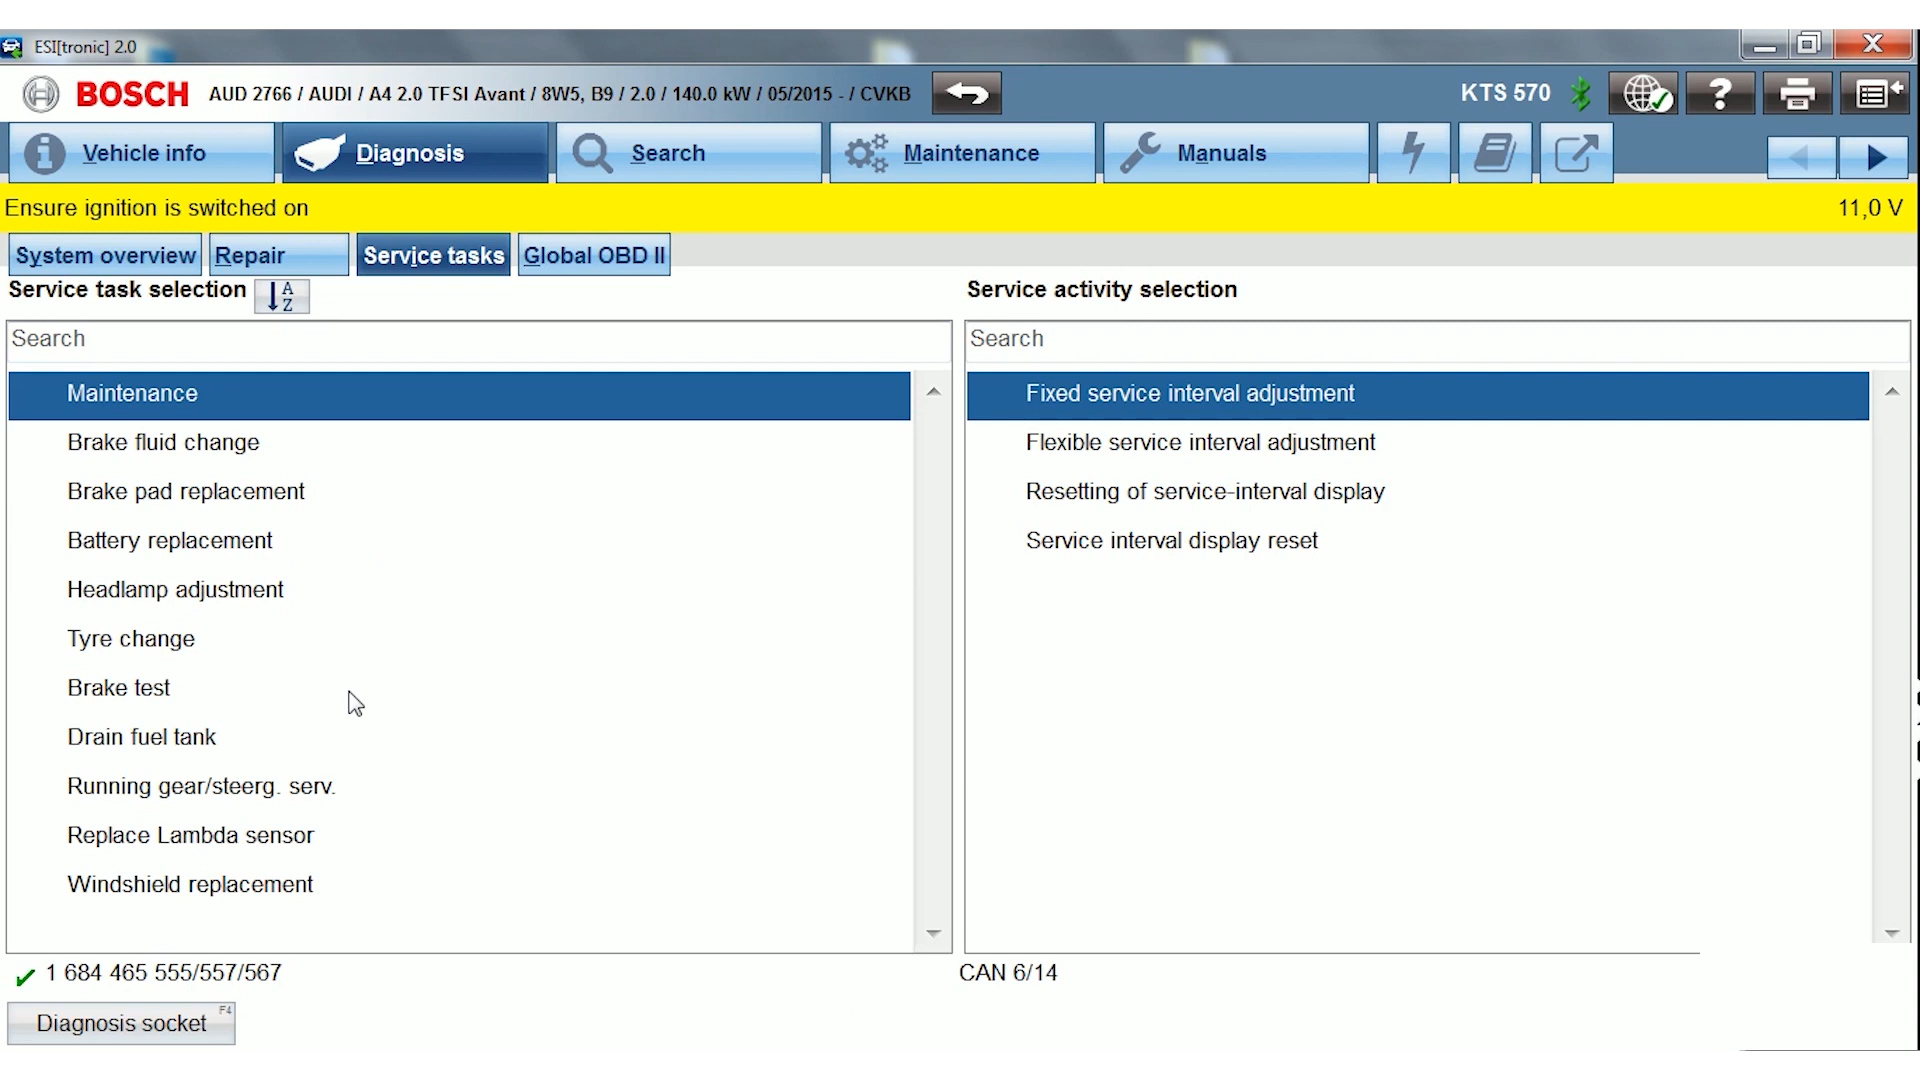 ESI[tronic] 2.0
BOSCH AUD 2766 / AUDI / A4 2.0 TFSI Avant / 8W5, B9 / 2.0 / 140.0 kW / 05/2015 - / CVKB KTS 570 ?
Vehicle info Diagnosis Search Maintenance Manuals
Ensure ignition is switched on 11,0 V
System overview Repair Service tasks Global OBD II
Service task selection A Z Service activity selection
Search Search
Maintenance Fixed service interval adjustment
Brake fluid change Flexible service interval adjustment
Brake pad replacement Resetting of service-interval display
Battery replacement Service interval display reset
Headlamp adjustment
Tyre change
Brake test
Drain fuel tank
Running gear/steerg. serv.
Replace Lambda sensor
Windshield replacement
1 684 465 555/557/567 CAN 6/14
Diagnosis socket F4